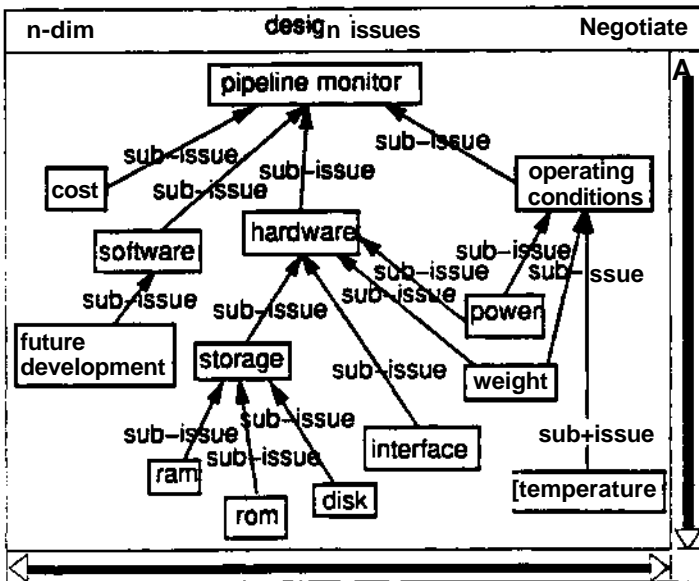 n-dim design issues Negotiate
pipeline monitor
A
sub-issue
sub-issue
sub-issue
sub-issue
cost
operating
conditions
software
hardware
sub-issue
sub-issue
sub-issue
sub-issue
sub-issue
sub-issue
power
future
development
storage
weight
sub-issue
sub-issue
sub-issue
sub-issue
sub+issue
interface
ram
rom
disk
[temperature